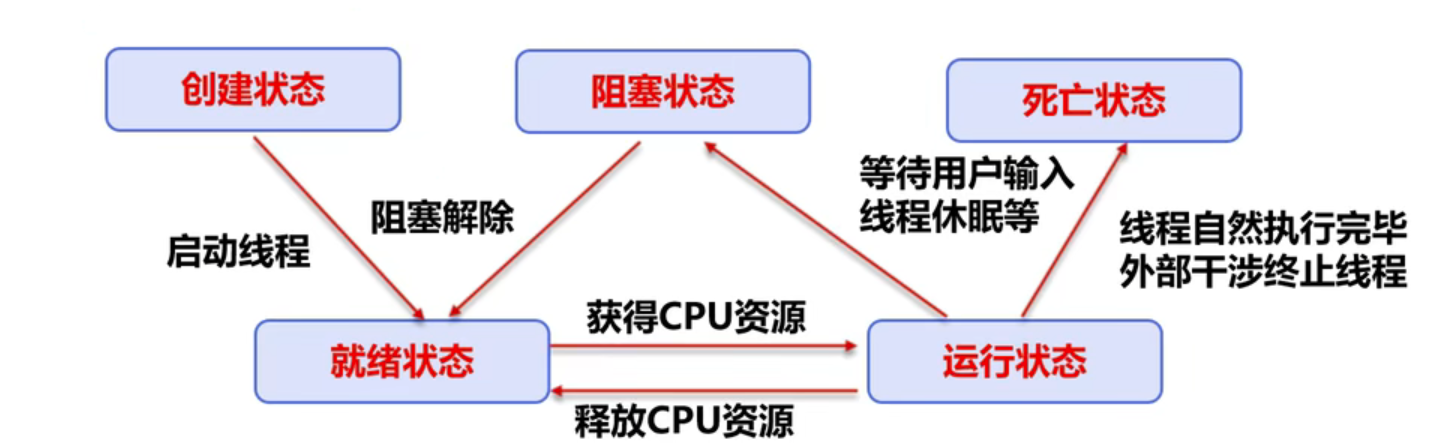 创建状态
阻塞状态
死亡状态
等待用户输入
线程休眠等
阻塞解除
线程自然执行完毕
外部干涉终止线程
启动线程
获得CPU资源
就绪状态
运行状态
释放CPU资源